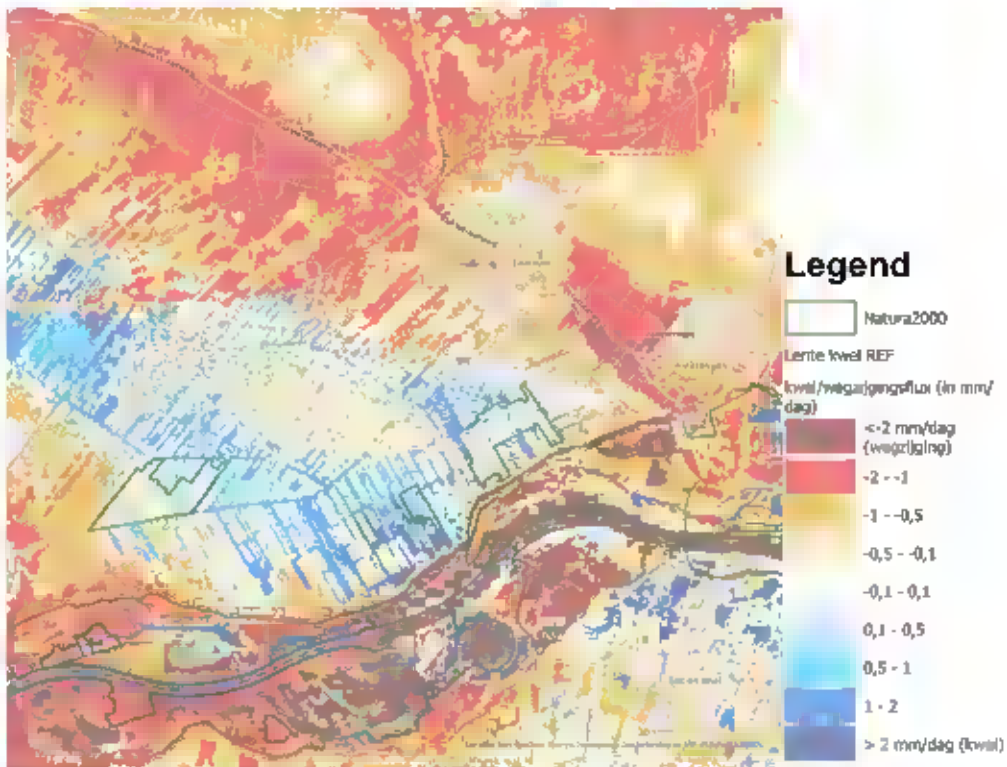 Legend
Natura2000
Lente kwel REF
kwel/wegzijgingsflux (in mm/
dag)
<-2 mm/dag
(wegzijging)
-2 - -1
-1 - -0,5
-0,5 - -0,1
-0,1 - 0,1
0,1 - 0,5
0,5 - 1
1 - 2
> 2 mm/dag (kwel)